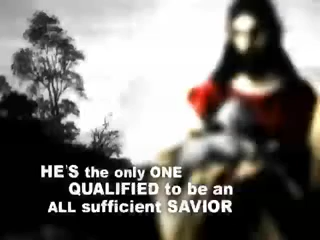 HE'S the only ONE
QUALIFIED to be an
ALL sufficient SAVIOR